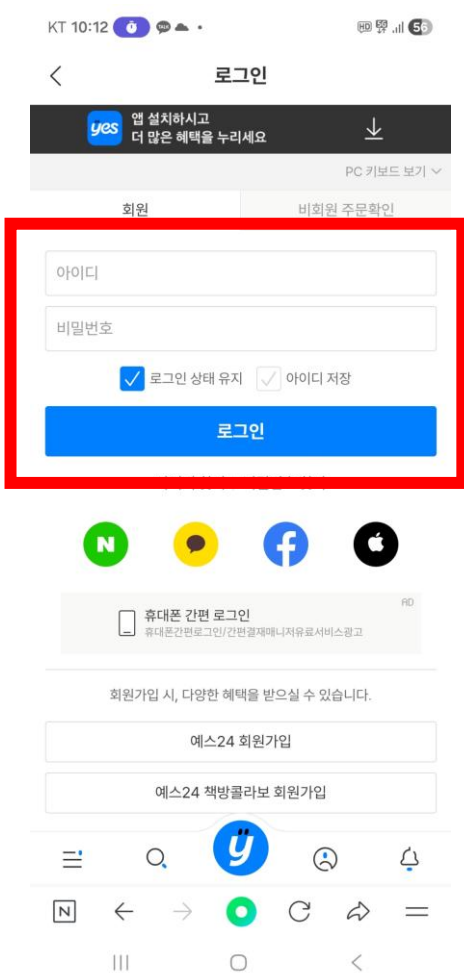 KT 10:12
56
로그인
yes
앱 설치하시고
더 많은 혜택을 누리세요
PC 키보드 보기
회원
비회원 주문확인
아이디
비밀번호
로그인 상태 유지
아이디 저장
로그인
N
f
AD
휴대폰 간편 로그인
휴대폰간편로그인/간편결재매니저유료서비스광고
회원가입 시, 다양한 혜택을 받으실 수 있습니다.
예스24 회원가입
예스24 책방콜라보 회원가입
ÿ
N